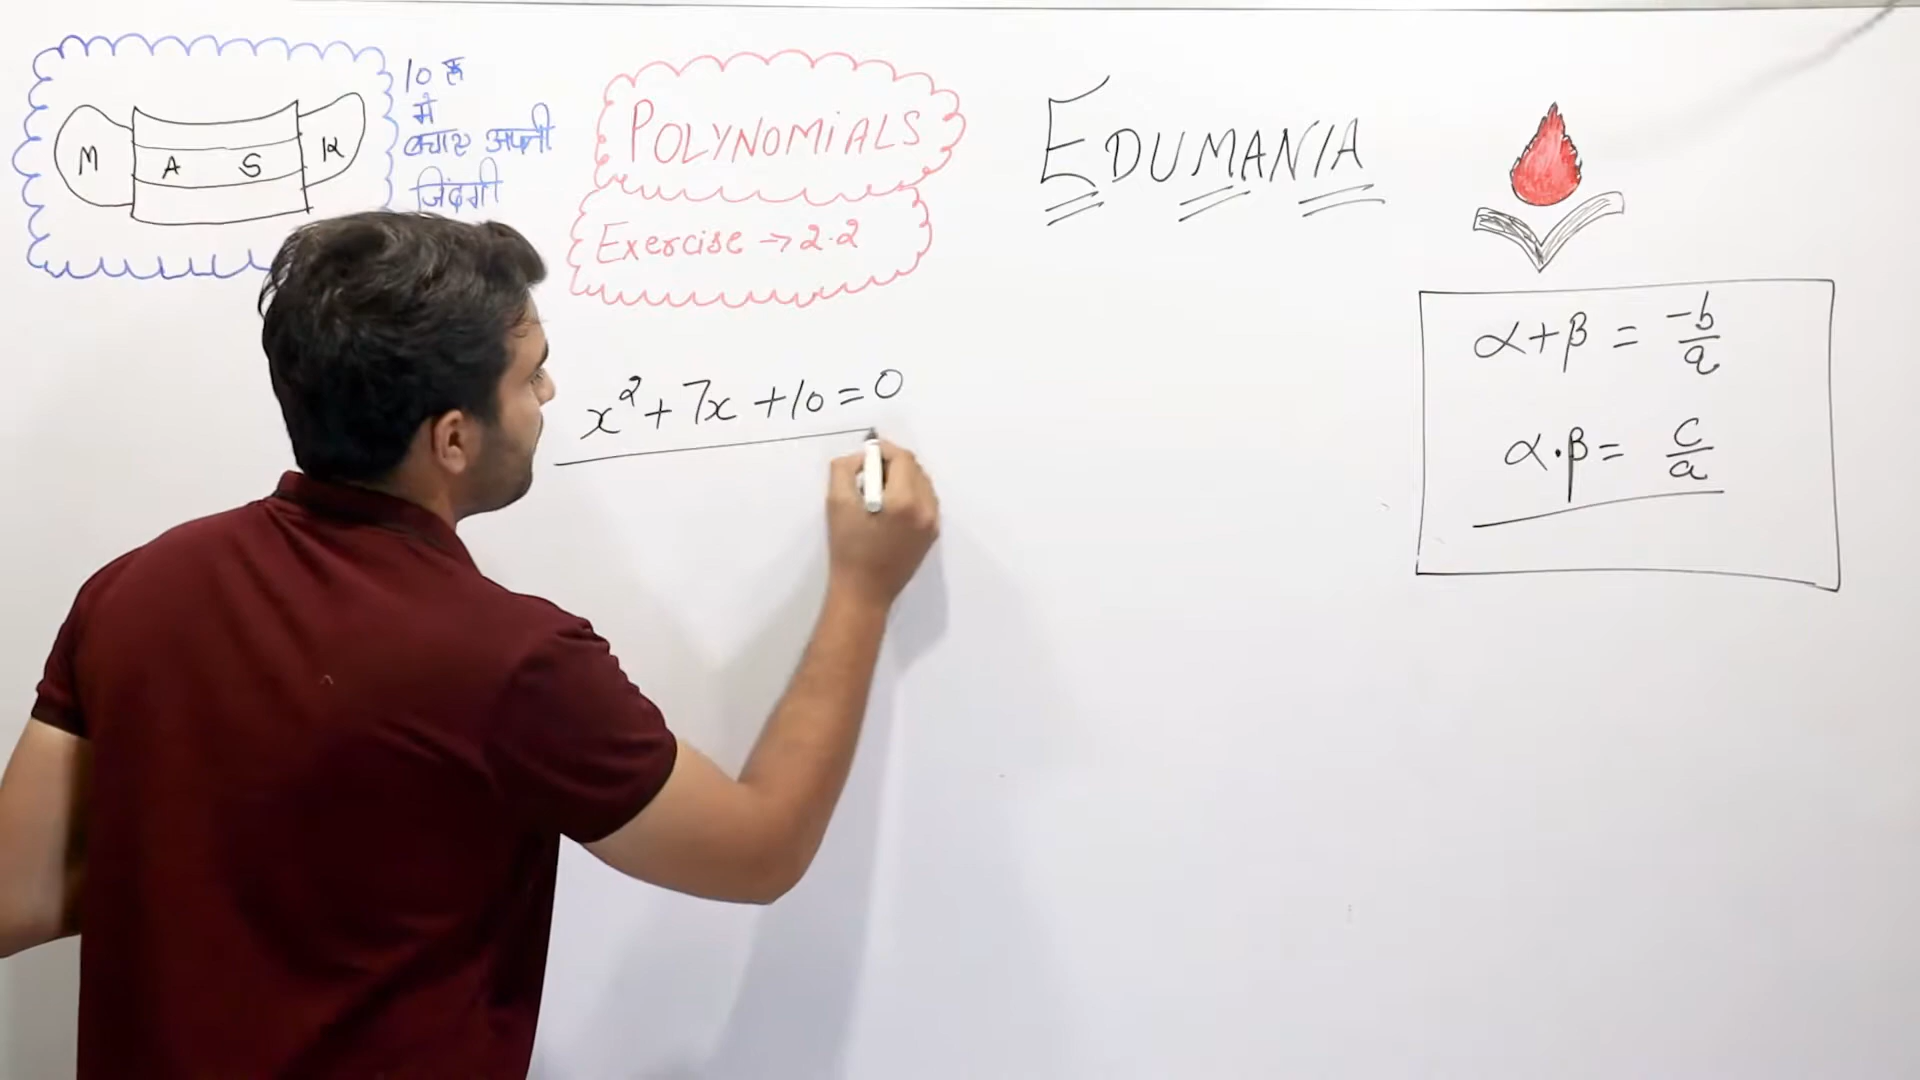 M A S K
10 रु
में
बचाए अपनी
जिंदगी
POLYNOMiALS
Exercise → 2.2
EDUMANIA
x² + 7x + 10 = 0
α+β = -b/a
α·β = c/a